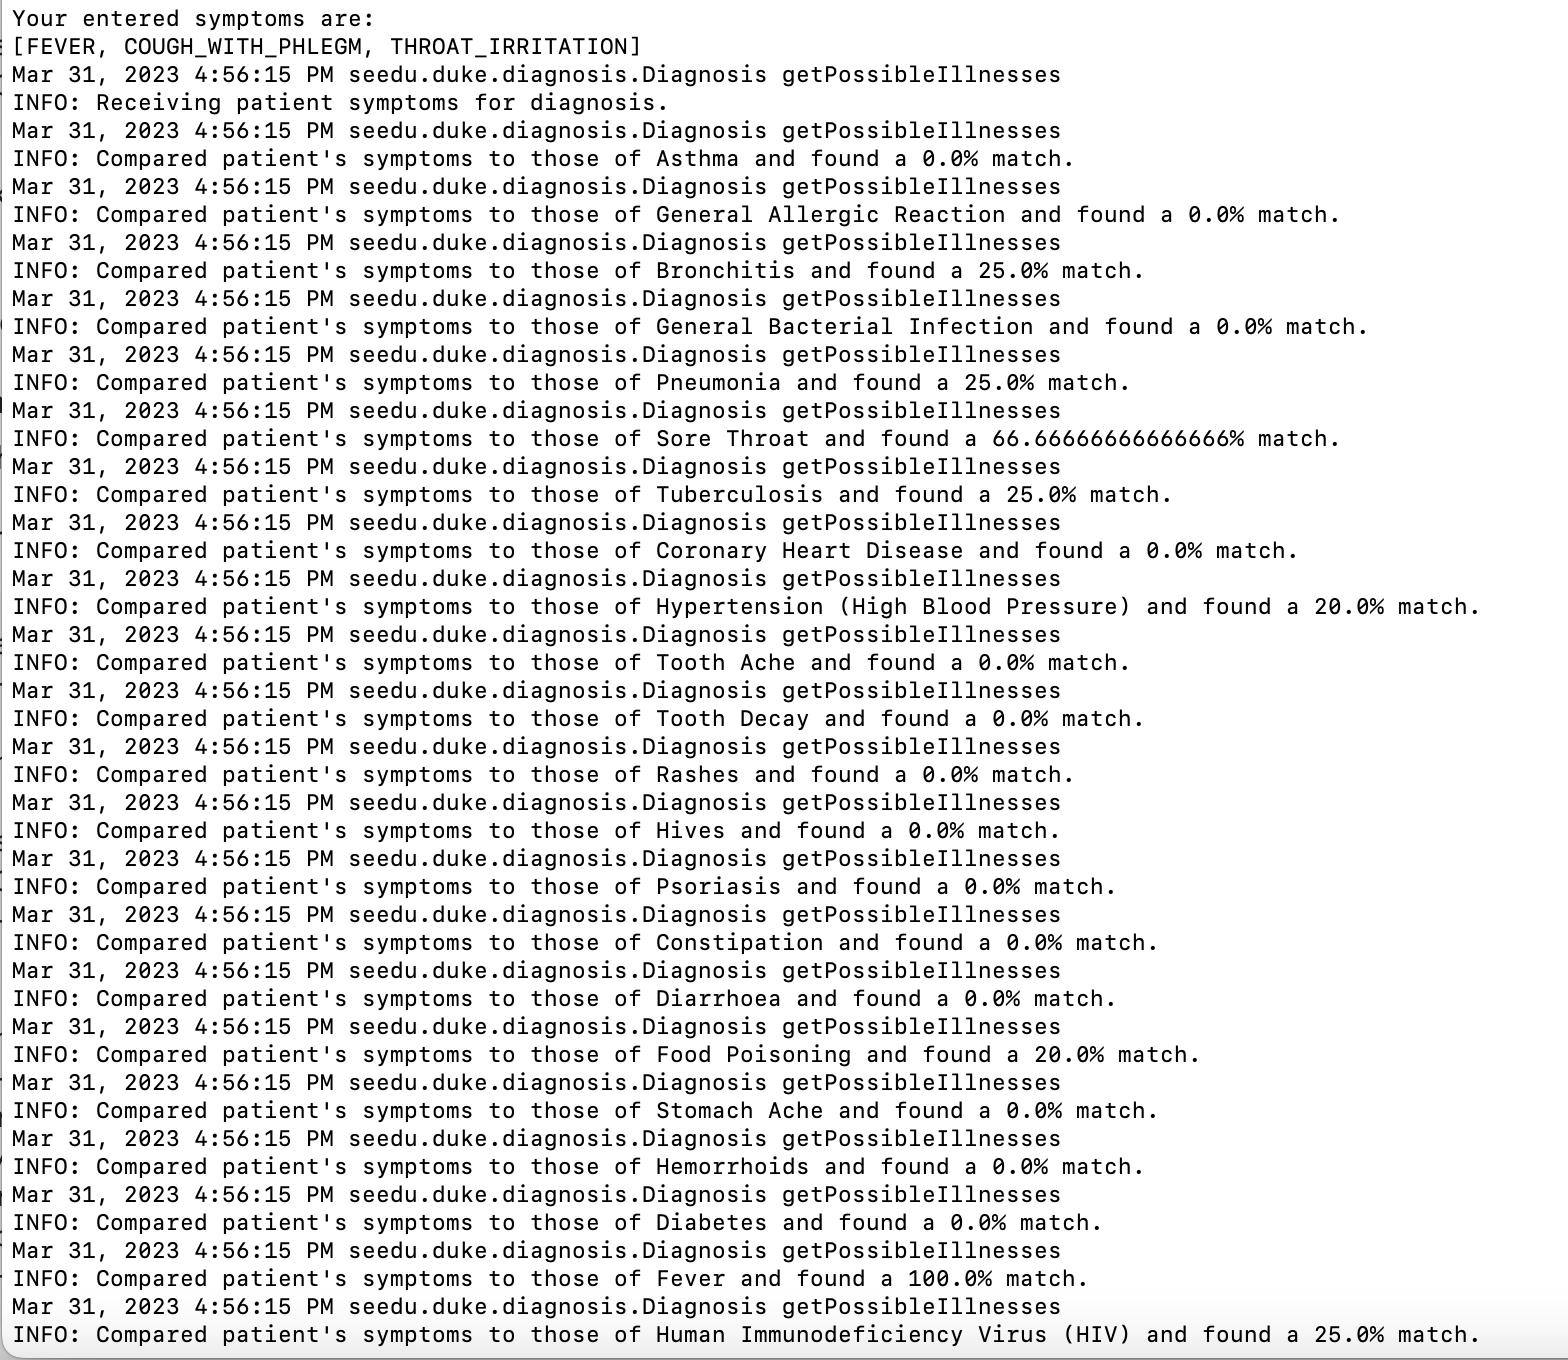 Your entered symptoms are:
[FEVER, COUGH_WITH_PHLEGM, THROAT_IRRITATION]
Mar 31, 2023 4:56:15 PM seedu.duke.diagnosis.Diagnosis getPossibleIllnesses
INFO: Receiving patient symptoms for diagnosis.
Mar 31, 2023 4:56:15 PM seedu.duke.diagnosis.Diagnosis getPossibleIllnesses
INFO: Compared patient's symptoms to those of Asthma and found a 0.0% match.
Mar 31, 2023 4:56:15 PM seedu.duke.diagnosis.Diagnosis getPossibleIllnesses
INFO: Compared patient's symptoms to those of General Allergic Reaction and found a 0.0% match.
Mar 31, 2023 4:56:15 PM seedu.duke.diagnosis.Diagnosis getPossibleIllnesses
INFO: Compared patient's symptoms to those of Bronchitis and found a 25.0% match.
Mar 31, 2023 4:56:15 PM seedu.duke.diagnosis.Diagnosis getPossibleIllnesses
INFO: Compared patient's symptoms to those of General Bacterial Infection and found a 0.0% match.
Mar 31, 2023 4:56:15 PM seedu.duke.diagnosis.Diagnosis getPossibleIllnesses
INFO: Compared patient's symptoms to those of Pneumonia and found a 25.0% match.
Mar 31, 2023 4:56:15 PM seedu.duke.diagnosis.Diagnosis getPossibleIllnesses
INFO: Compared patient's symptoms to those of Sore Throat and found a 66.66666666666666% match.
Mar 31, 2023 4:56:15 PM seedu.duke.diagnosis.Diagnosis getPossibleIllnesses
INFO: Compared patient's symptoms to those of Tuberculosis and found a 25.0% match.
Mar 31, 2023 4:56:15 PM seedu.duke.diagnosis.Diagnosis getPossibleIllnesses
INFO: Compared patient's symptoms to those of Coronary Heart Disease and found a 0.0% match.
Mar 31, 2023 4:56:15 PM seedu.duke.diagnosis.Diagnosis getPossibleIllnesses
INFO: Compared patient's symptoms to those of Hypertension (High Blood Pressure) and found a 20.0% match.
Mar 31, 2023 4:56:15 PM seedu.duke.diagnosis.Diagnosis getPossibleIllnesses
INFO: Compared patient's symptoms to those of Tooth Ache and found a 0.0% match.
Mar 31, 2023 4:56:15 PM seedu.duke.diagnosis.Diagnosis getPossibleIllnesses
INFO: Compared patient's symptoms to those of Tooth Decay and found a 0.0% match.
Mar 31, 2023 4:56:15 PM seedu.duke.diagnosis.Diagnosis getPossibleIllnesses
INFO: Compared patient's symptoms to those of Rashes and found a 0.0% match.
Mar 31, 2023 4:56:15 PM seedu.duke.diagnosis.Diagnosis getPossibleIllnesses
INFO: Compared patient's symptoms to those of Hives and found a 0.0% match.
Mar 31, 2023 4:56:15 PM seedu.duke.diagnosis.Diagnosis getPossibleIllnesses
INFO: Compared patient's symptoms to those of Psoriasis and found a 0.0% match.
Mar 31, 2023 4:56:15 PM seedu.duke.diagnosis.Diagnosis getPossibleIllnesses
INFO: Compared patient's symptoms to those of Constipation and found a 0.0% match.
Mar 31, 2023 4:56:15 PM seedu.duke.diagnosis.Diagnosis getPossibleIllnesses
INFO: Compared patient's symptoms to those of Diarrhoea and found a 0.0% match.
Mar 31, 2023 4:56:15 PM seedu.duke.diagnosis.Diagnosis getPossibleIllnesses
INFO: Compared patient's symptoms to those of Food Poisoning and found a 20.0% match.
Mar 31, 2023 4:56:15 PM seedu.duke.diagnosis.Diagnosis getPossibleIllnesses
INFO: Compared patient's symptoms to those of Stomach Ache and found a 0.0% match.
Mar 31, 2023 4:56:15 PM seedu.duke.diagnosis.Diagnosis getPossibleIllnesses
INFO: Compared patient's symptoms to those of Hemorrhoids and found a 0.0% match.
Mar 31, 2023 4:56:15 PM seedu.duke.diagnosis.Diagnosis getPossibleIllnesses
INFO: Compared patient's symptoms to those of Diabetes and found a 0.0% match.
Mar 31, 2023 4:56:15 PM seedu.duke.diagnosis.Diagnosis getPossibleIllnesses
INFO: Compared patient's symptoms to those of Fever and found a 100.0% match.
Mar 31, 2023 4:56:15 PM seedu.duke.diagnosis.Diagnosis getPossibleIllnesses
INFO: Compared patient's symptoms to those of Human Immunodeficiency Virus (HIV) and found a 25.0% match.